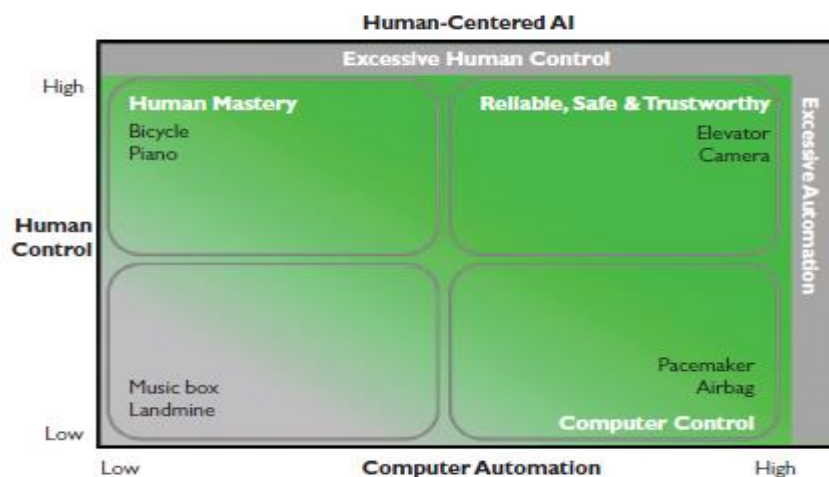 Human-Centered AI
Excessive Human Control
High
Human Mastery
Bicycle
Piano
Reliable, Safe & Trustworthy
Elevator
Camera
Excessive Automation
Human
Control
Music box
Landmine
Pacemaker
Airbag
Computer Control
Low
Low
Computer Automation
High